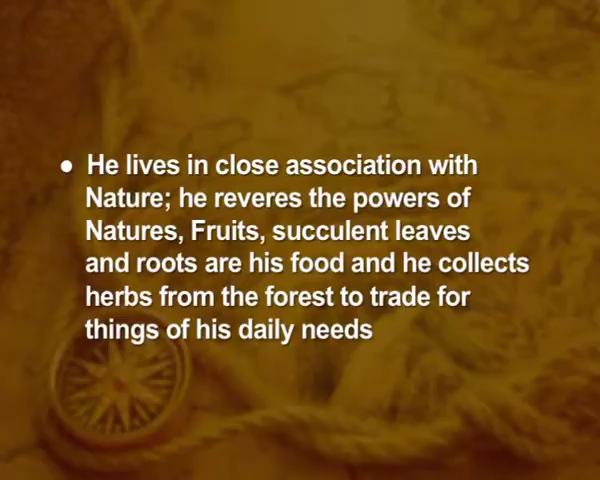 ● He lives in close association with
Nature; he reveres the powers of
Natures, Fruits, succulent leaves
and roots are his food and he collects
herbs from the forest to trade for
things of his daily needs